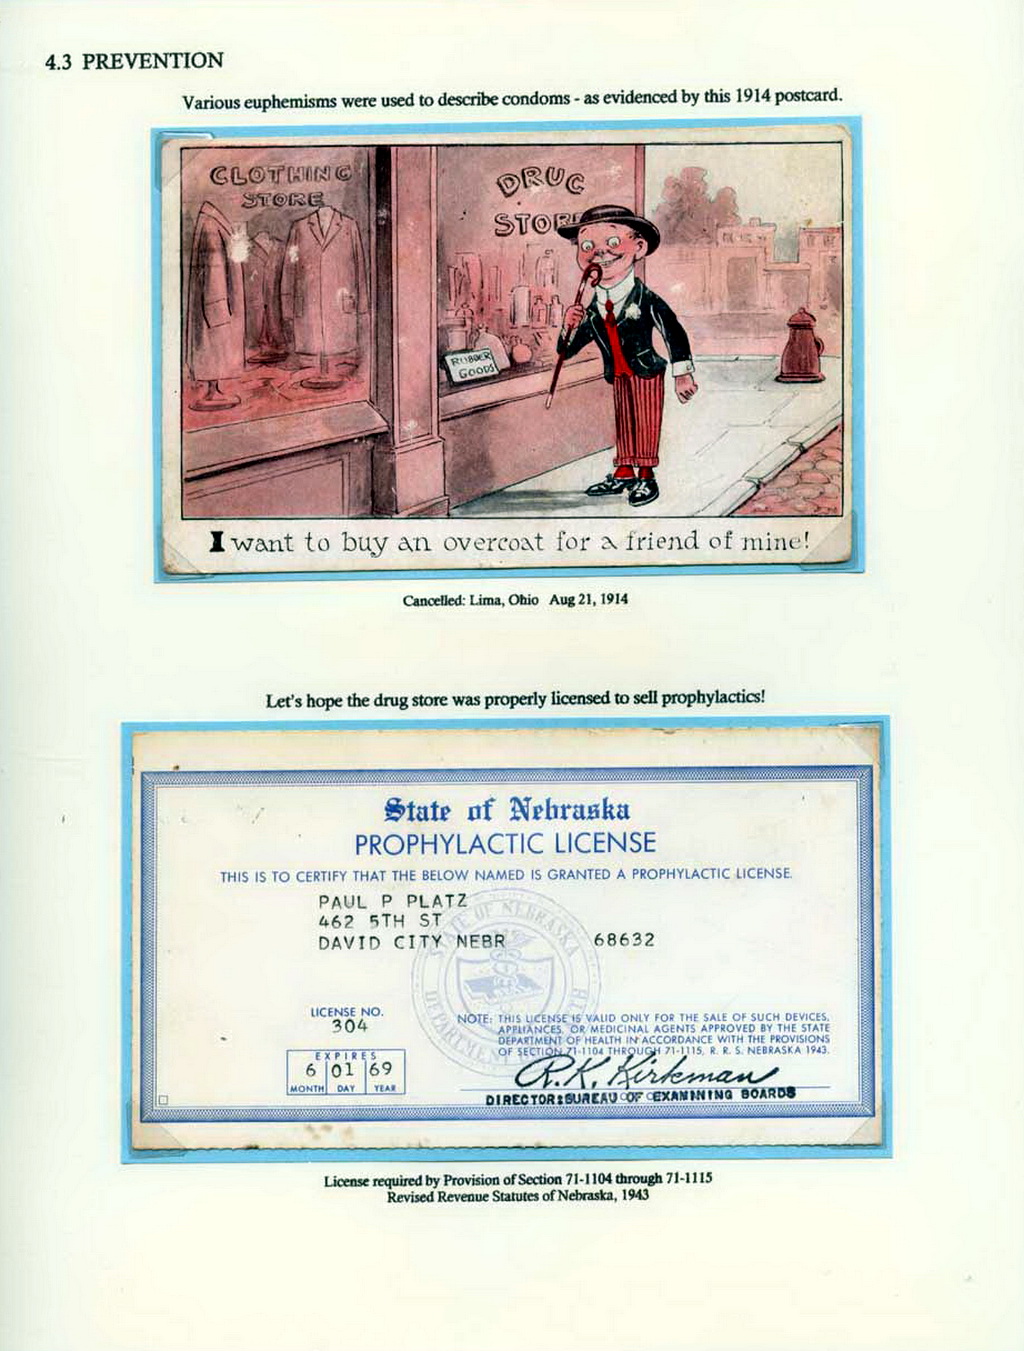 4.3 PREVENTION
Various euphemisms were used to describe condoms - as evidenced by this 1914 postcard.
CLOTHING
STORE
DRUG
STORE
RUBBER
GOODS
I want to buy an overcoat for a friend of mine!
Cancelled: Lima, Ohio Aug 21, 1914
Let's hope the drug store was properly licensed to sell prophylactics!
State of Nebraska
PROPHYLACTIC LICENSE
THIS IS TO CERTIFY THAT THE BELOW NAMED IS GRANTED A PROPHYLACTIC LICENSE.
PAUL P PLATZ
462 5TH ST
DAVID CITY NEBR 68632
STATE OF NEBRASKA
DEPARTMENT OF HEALTH
LICENSE NO.
304
EXPIRES
6 01 69
MONTH DAY YEAR
NOTE: THIS LICENSE IS VALID ONLY FOR THE SALE OF SUCH DEVICES,
APPLIANCES, OR MEDICINAL AGENTS APPROVED BY THE STATE
DEPARTMENT OF HEALTH IN ACCORDANCE WITH THE PROVISIONS
OF SECTION 71-1104 THROUGH 71-1115, R. R. S. NEBRASKA 1943.
R.K. Kirkman
DIRECTOR: BUREAU OF EXAMINING BOARDS
License required by Provision of Section 71-1104 through 71-1115
Revised Revenue Statutes of Nebraska, 1943